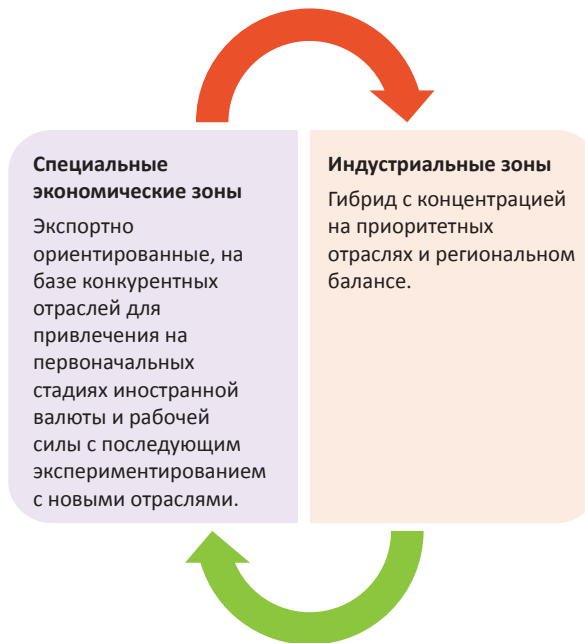 Специальные
экономические зоны
Экспортно
ориентированные, на
базе конкурентных
отраслей для
привлечения на
первоначальных
стадиях иностранной
валюты и рабочей
силы с последующим
экспериментированием
с новыми отраслями.
Индустриальные зоны
Гибрид с концентрацией
на приоритетных
отраслях и региональном
балансе.